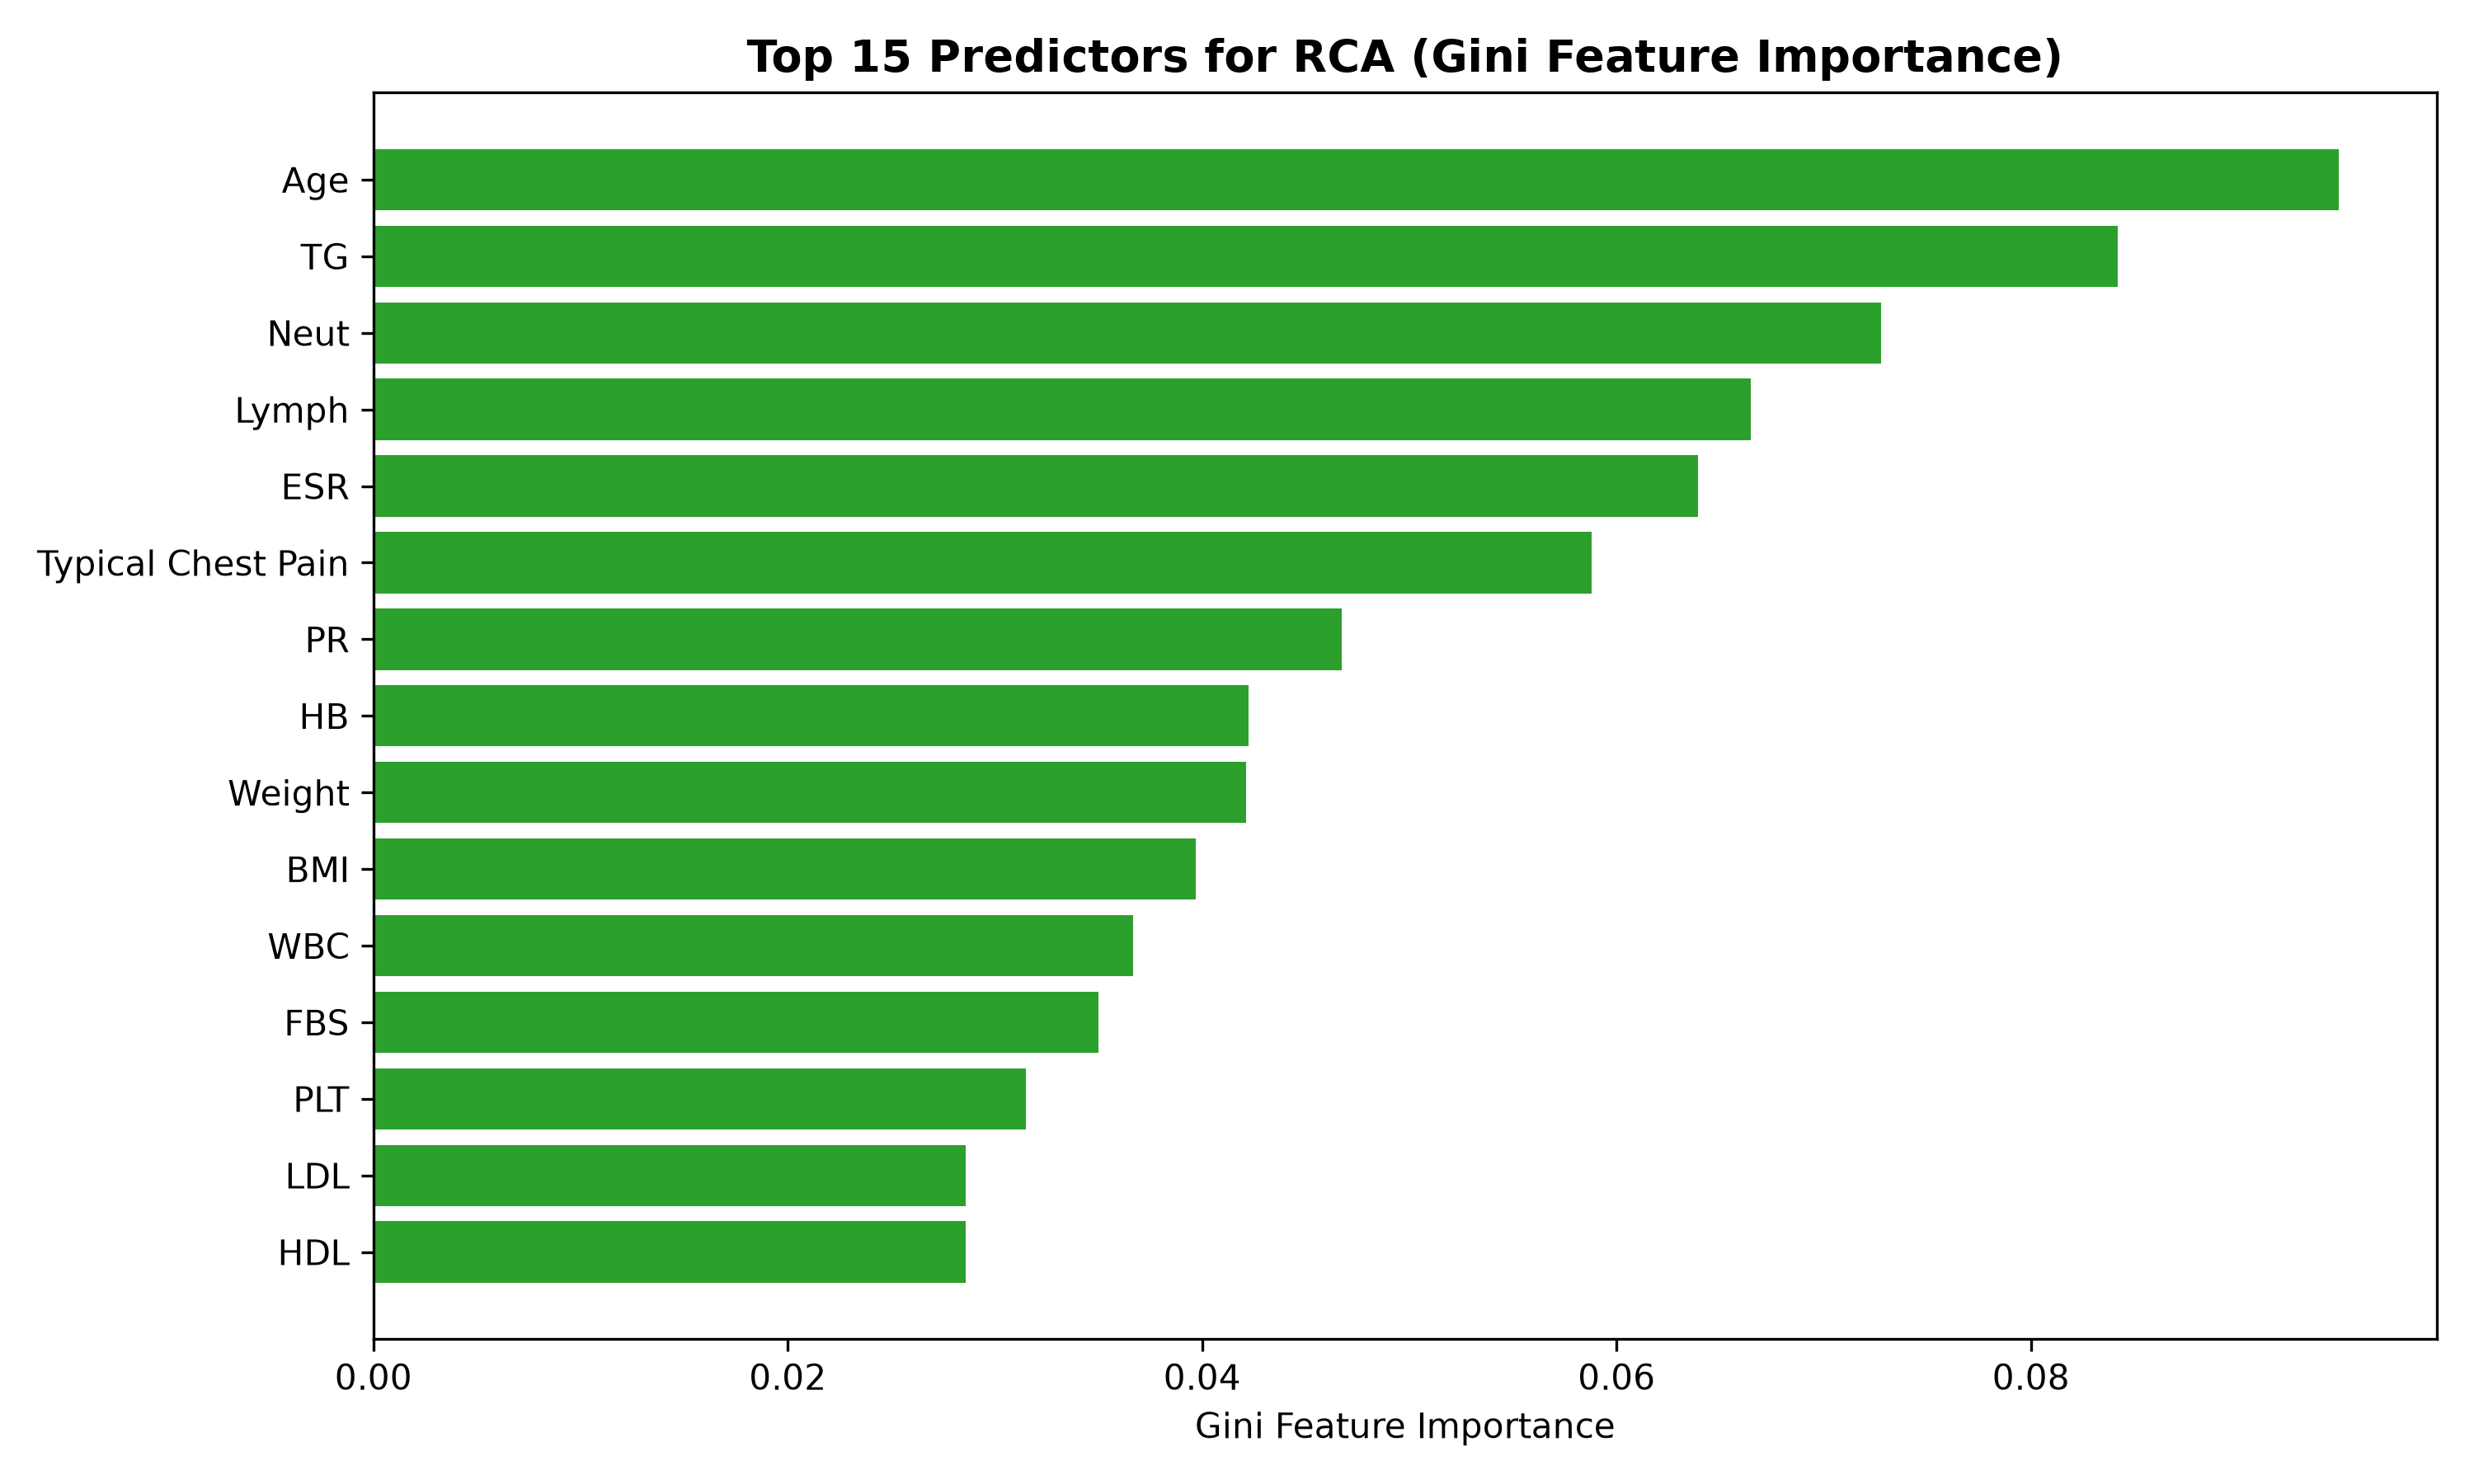 Top 15 Predictors for RCA (Gini Feature Importance)
Age
TG
Neut
Lymph
ESR
Typical Chest Pain
PR
HB
Weight
BMI
WBC
FBS
PLT
LDL
HDL
0.00 0.02 0.04 0.06 0.08
Gini Feature Importance